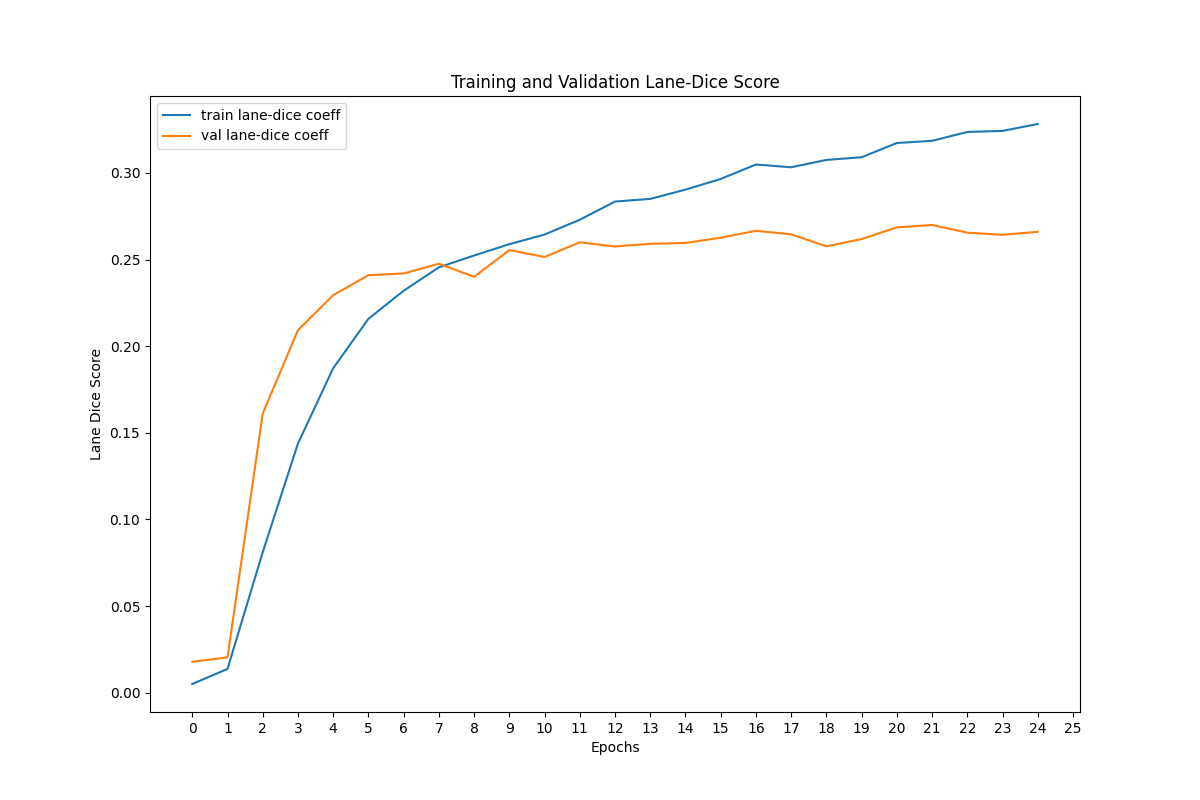 Training and Validation Lane-Dice Score
train lane-dice coeff
val lane-dice coeff
0.30
0.25
0.20
0.15
0.10
0.05
0.00
Lane Dice Score
0 1 2 3 4 5 6 7 8 9 10 11 12 13 14 15 16 17 18 19 20 21 22 23 24 25
Epochs